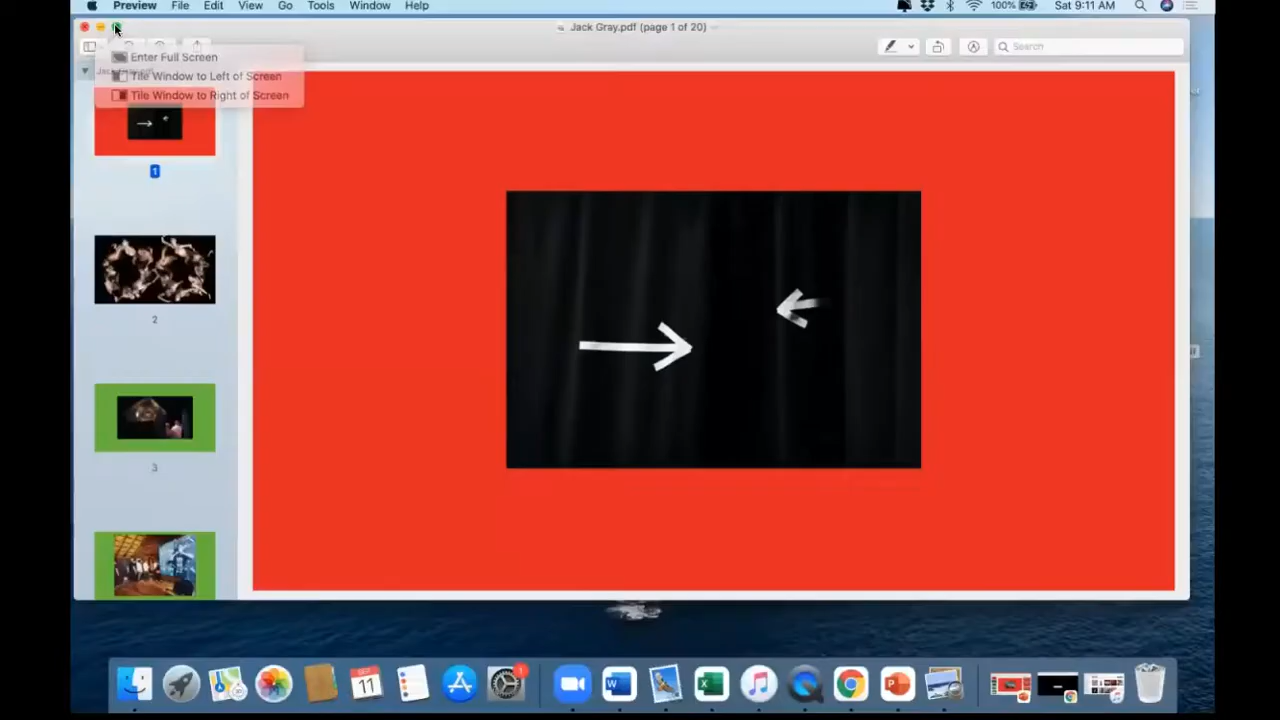 Preview File Edit View Go Tools Window Help 100% Sat 9:11 AM
Jack Gray.pdf (page 1 of 20)
Search
Enter Full Screen
Tile Window to Left of Screen
Tile Window to Right of Screen
1
2
3
SEP
11
W
X
P
1